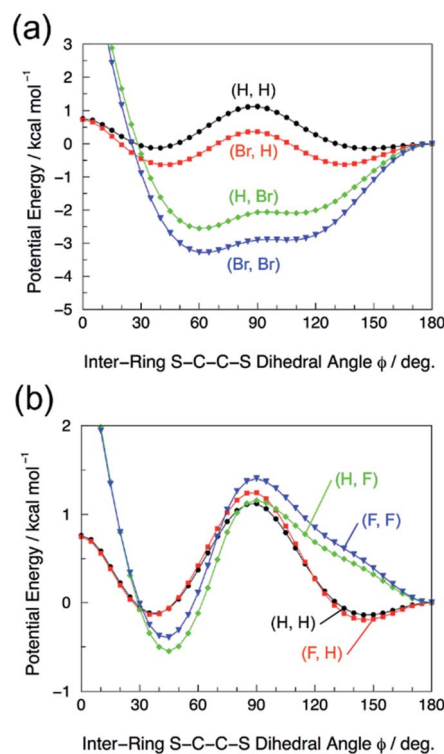 (a)
3
2
1
0
-1
-2
-3
-4
-5
Potential Energy / kcal mol⁻¹
(H, H)
(Br, H)
(H, Br)
(Br, Br)
0 30 60 90 120 150 180
Inter-Ring S-C-C-S Dihedral Angle ϕ / deg.
(b)
2
1
0
-1
Potential Energy / kcal mol⁻¹
(H, F)
(F, F)
(H, H)
(F, H)
0 30 60 90 120 150 180
Inter-Ring S-C-C-S Dihedral Angle ϕ / deg.